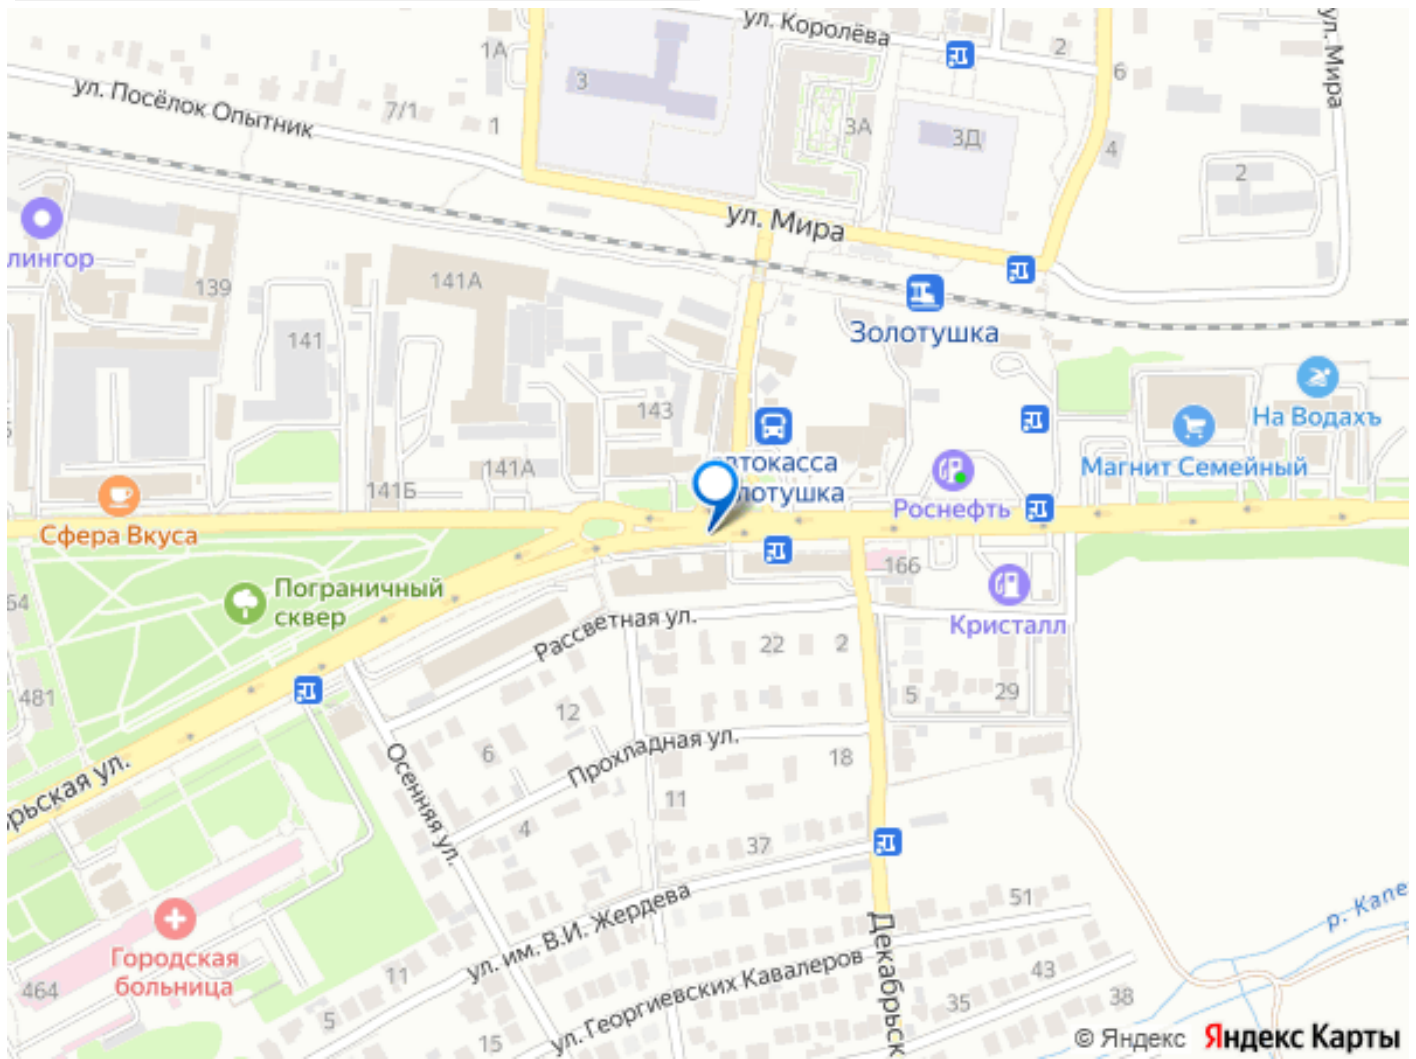 ул. Королёва
1А
3
2
6
ул. Мира
ул. Посёлок Опытник
7/1
1
3А
3Д
4
2
ул. Мира
лингор
139
141А
Золотушка
141
143
На Водахъ
автокасса
Золотушка
Магнит Семейный
141А
141Б
Роснефть
Сфера Вкуса
166
Пограничный
сквер
Кристалл
54
Рассветная ул.
22
2
5
29
481
12
6
Прохладная ул.
18
Осенняя ул.
рьская ул.
11
4
37
ул. им. В.И. Жердева
51
р. Капе
Декабрьск
Городская
больница
11
464
ул. Георгиевских Кавалеров
43
35
38
5
15
© Яндекс Яндекс Карты